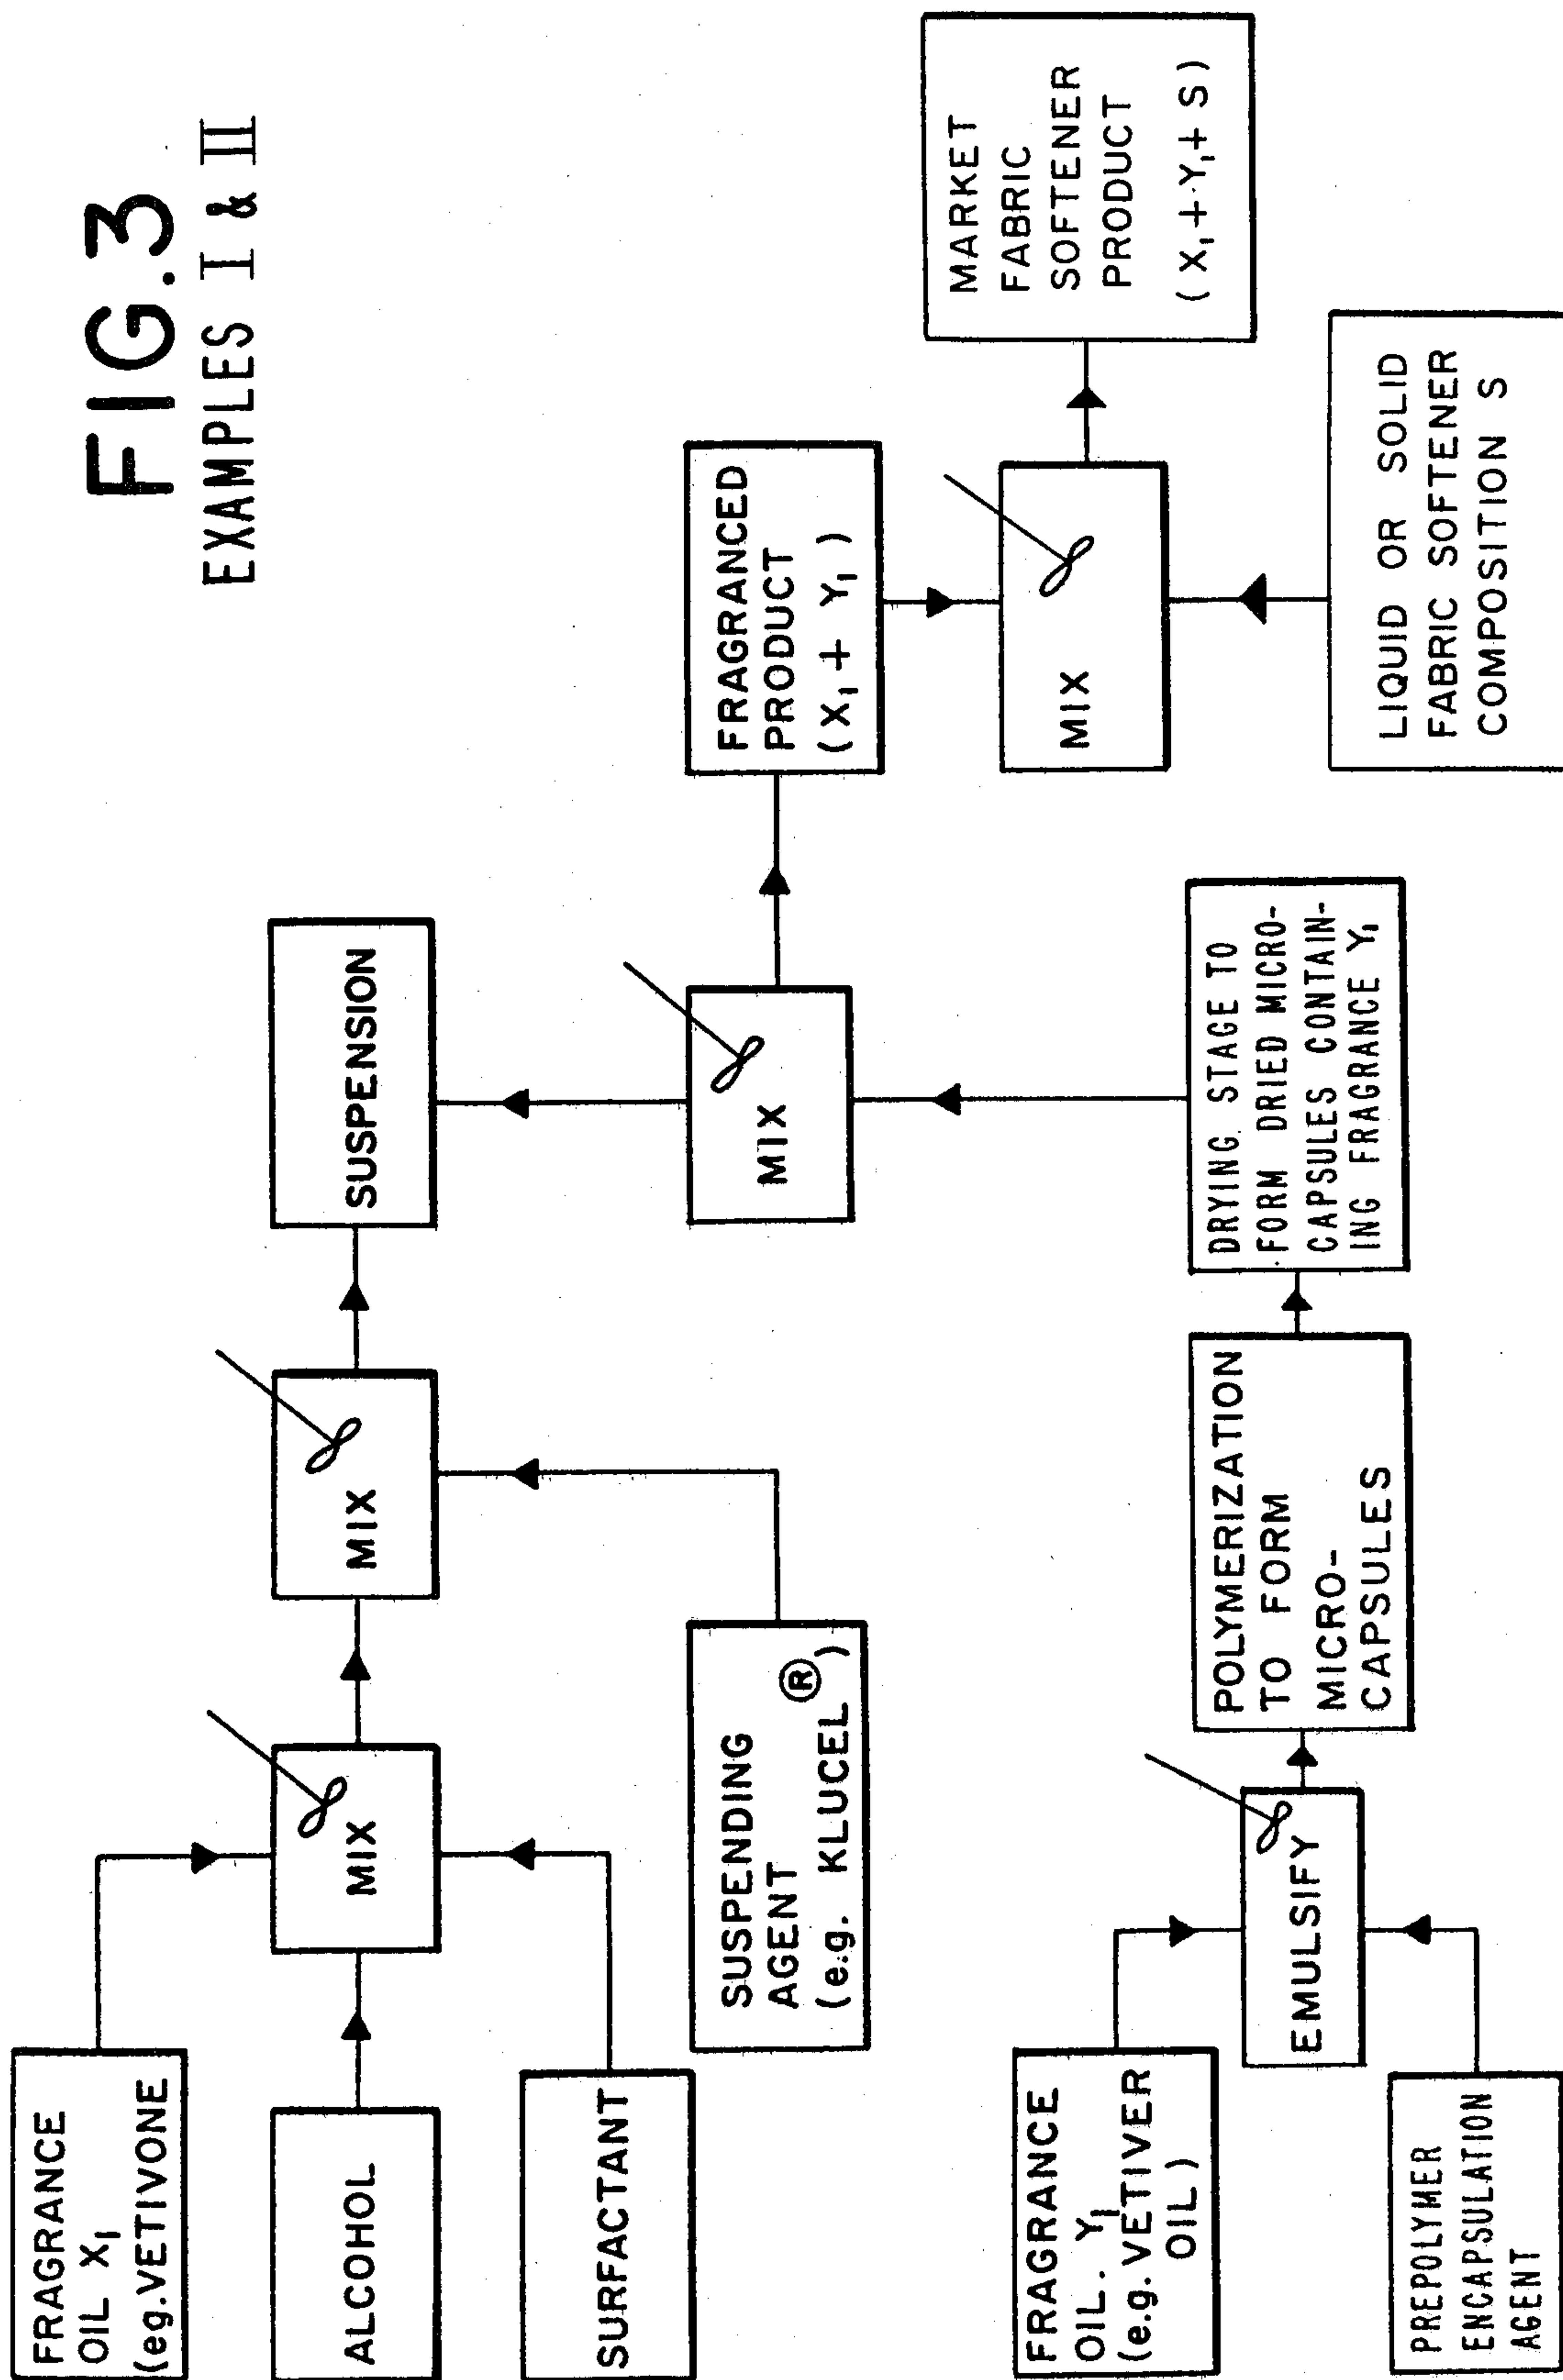 FIG.3
EXAMPLES I & II
FRAGRANCE
OIL X₁
(eg.VETIVONE
ALCOHOL
SURFACTANT
MIX
SUSPENDING
AGENT
(e.g. KLUCEL®)
MIX
SUSPENSION
FRAGRANCE
OIL. Y₁
(e.g. VETIVER
OIL)
PREPOLYMER
ENCAPSULATION
AGENT
EMULSIFY
POLYMERIZATION
TO FORM
MICRO-
CAPSULES
DRYING STAGE TO
FORM DRIED MICRO-
CAPSULES CONTAIN-
ING FRAGRANCE Y₁
MIX
FRAGRANCED
PRODUCT
(X₁ + Y₁)
MIX
LIQUID OR SOLID
FABRIC SOFTENER
COMPOSITION S
MARKET
FABRIC
SOFTENER
PRODUCT
(X₁+Y₁+ S)